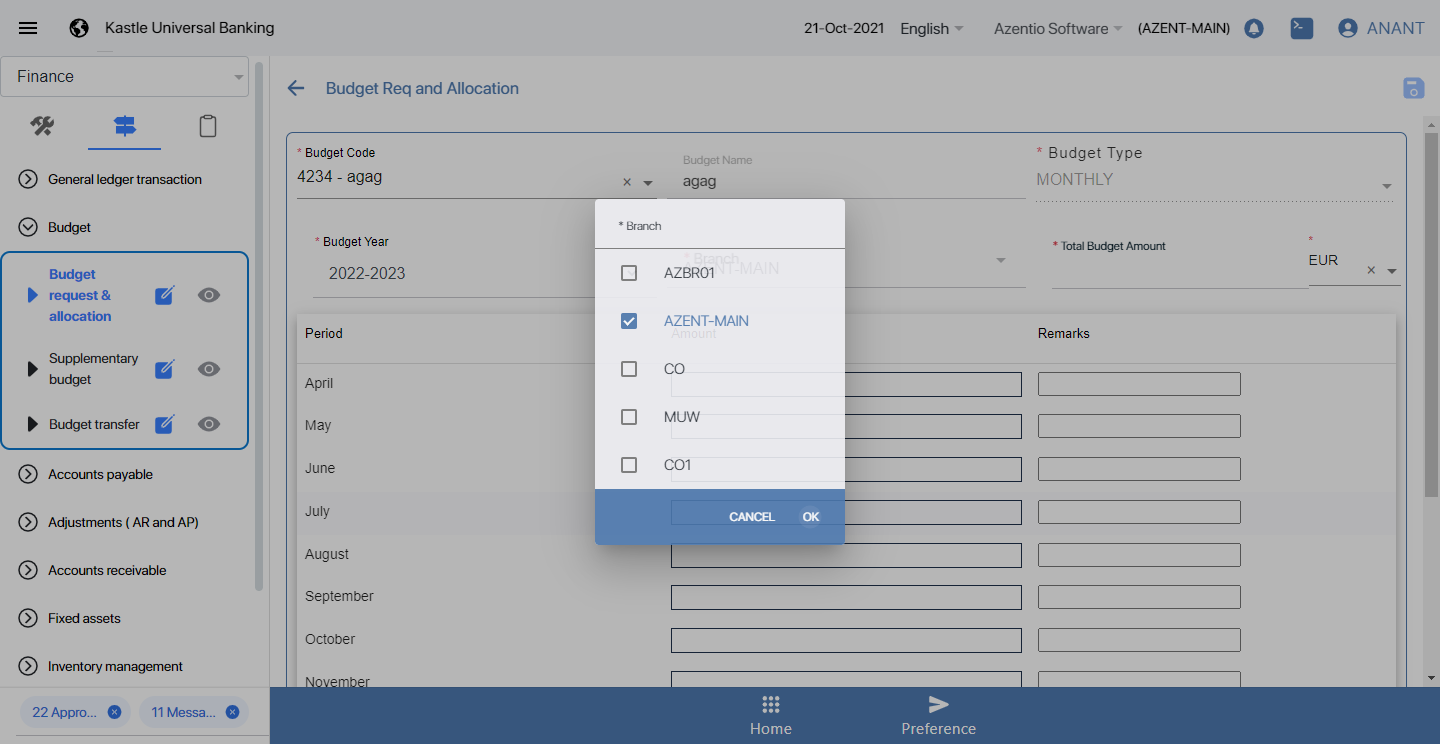 Kastle Universal Banking
21-Oct-2021
English
Azentio Software
(AZENT-MAIN)
ANANT
Finance
Budget Req and Allocation
* Budget Code
4234 - agag
Budget Name
agag
* Budget Type
MONTHLY
General ledger transaction
Budget
Budget request & allocation
Supplementary budget
Budget transfer
Accounts payable
Adjustments ( AR and AP)
Accounts receivable
Fixed assets
Inventory management
22 Appro...
11 Messa...
* Budget Year
2022-2023
* Branch
AZENT-MAIN
* Total Budget Amount
*
EUR
Period
Amount
Remarks
April
May
June
July
August
September
October
November
* Branch
AZBR01
AZENT-MAIN
CO
MUW
CO1
CANCEL
OK
Home
Preference